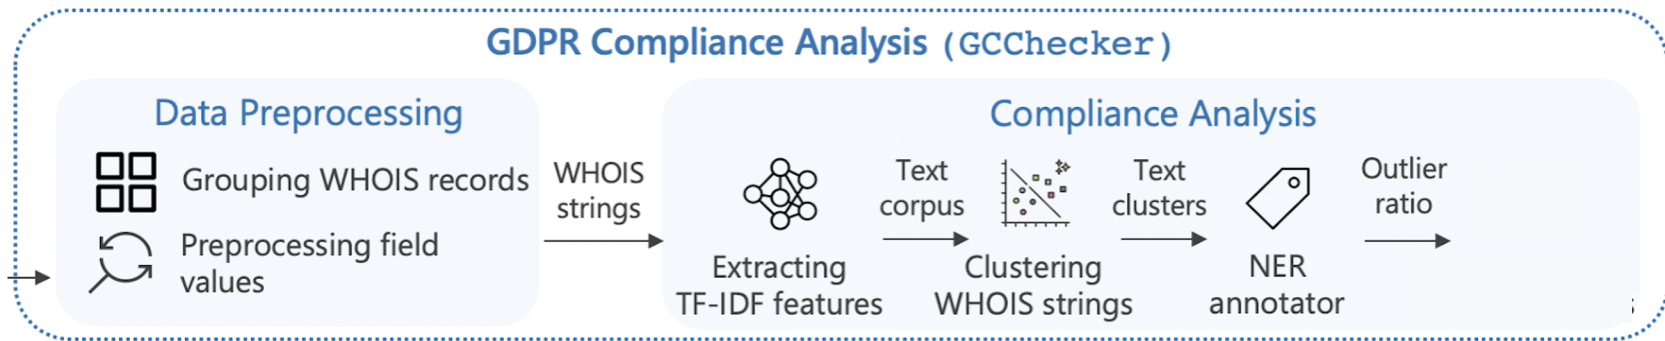 GDPR Compliance Analysis (GCChecker)
Data Preprocessing
Grouping WHOIS records
Preprocessing field
values
WHOIS
strings
Compliance Analysis
Extracting
TF-IDF features
Text
corpus
Clustering
WHOIS strings
Text
clusters
NER
annotator
Outlier
ratio